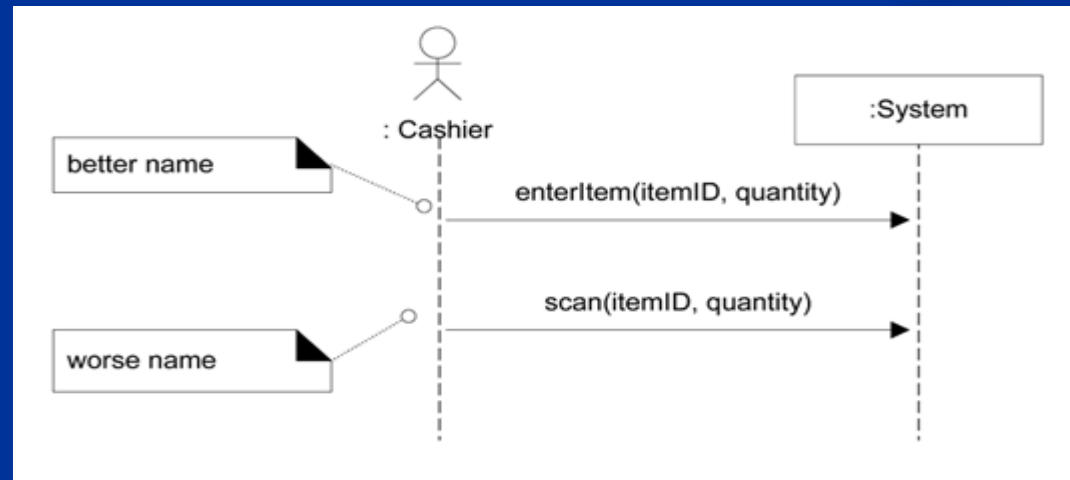 : Cashier
:System
better name
enterItem(itemID, quantity)
scan(itemID, quantity)
worse name